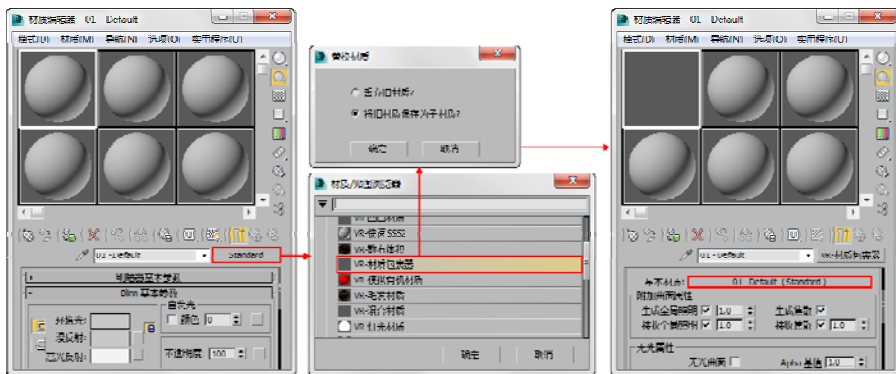 材质编辑器 01 - Default
模式(D) 材质(M) 导航(N) 选项(O) 实用程序(U)
01 - Default
Standard
明暗器基本参数
Blinn 基本参数
自发光
环境光:
颜色 0
漫反射:
高光反射:
不透明度: 100
替换材质
丢弃旧材质?
将旧材质保存为子材质?
确定
取消
材质/贴图浏览器
VR-快速SSS2
VR-散布体积
VR-材质包裹器
VR-模拟有机材质
VR-毛发材质
VR-混合材质
VR-灯光材质
确定
取消
材质编辑器 01 - Default
模式(D) 材质(M) 导航(N) 选项(O) 实用程序(U)
01 - Default
VR-材质包裹器
基本材质: 01 - Default (Standard)
附加曲面属性
生成全局照明 1.0
生成焦散
接收全局照明 1.0
接收焦散 1.0
无光属性
无光曲面
Alpha 基值 1.0